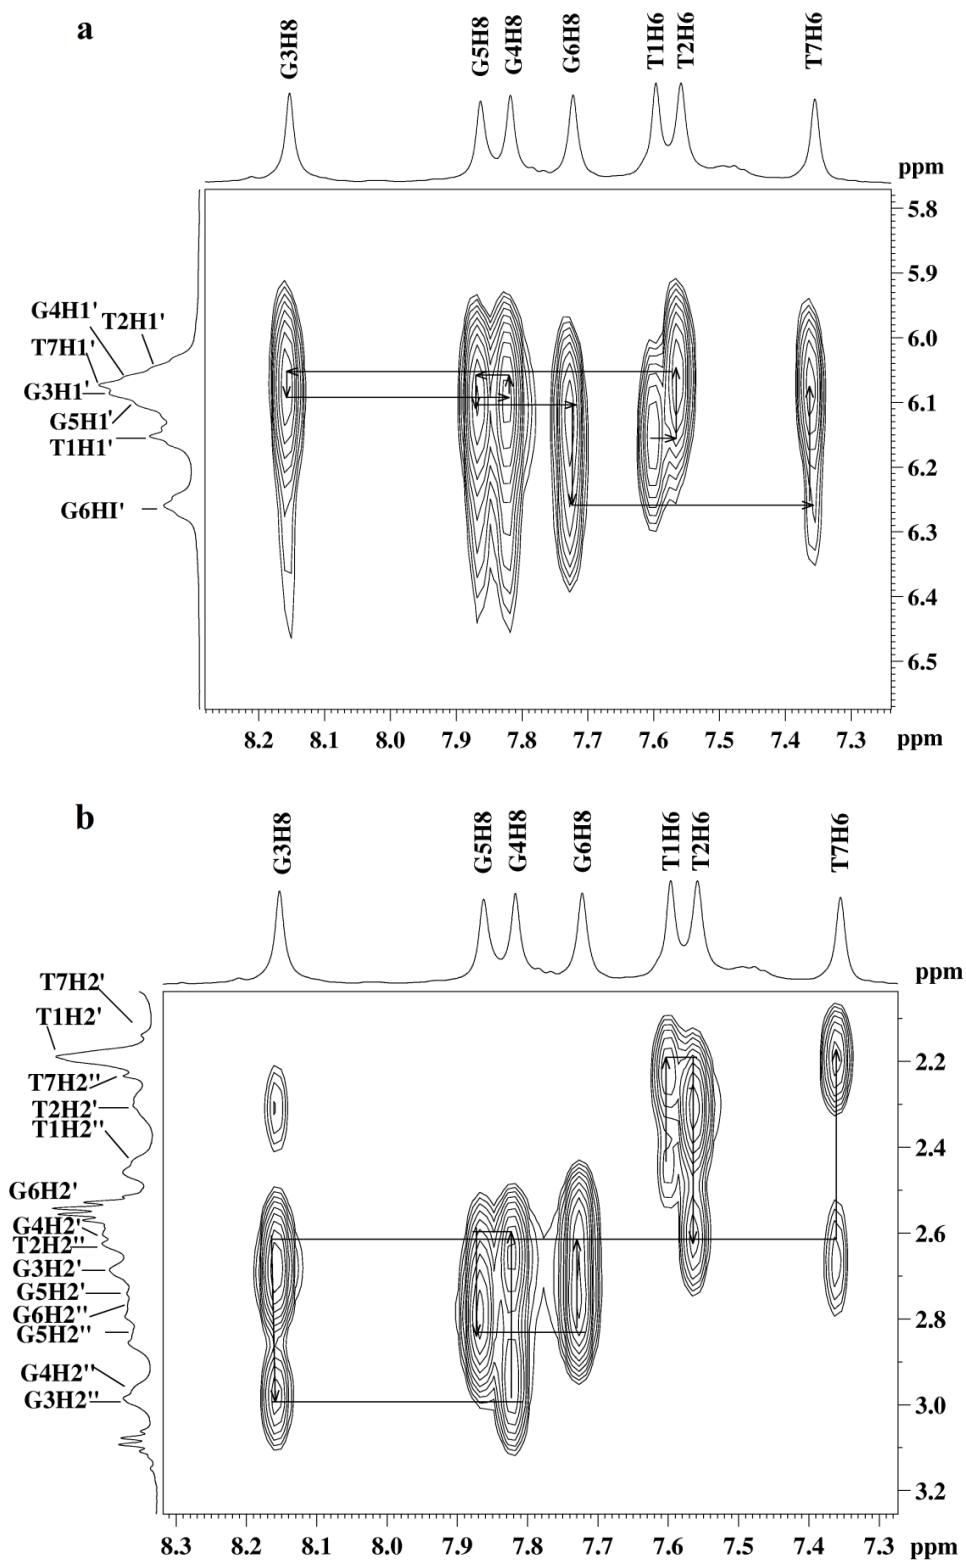 a
G3H8
G5H8
G4H8
G6H8
T1H6
T2H6
T7H6
ppm
5.8
5.9
6.0
6.1
6.2
6.3
6.4
6.5
G4H1'
T2H1'
T7H1'
G3H1'
G5H1'
T1H1'
G6HI'
8.2 8.1 8.0 7.9 7.8 7.7 7.6 7.5 7.4 7.3 ppm
b
G3H8
G5H8
G4H8
G6H8
T1H6
T2H6
T7H6
ppm
T7H2'
T1H2'
T7H2"
T2H2'
T1H2"
G6H2'
G4H2'
T2H2"
G3H2'
G5H2'
G6H2"
G5H2"
G4H2"
G3H2"
2.2
2.4
2.6
2.8
3.0
3.2
8.3 8.2 8.1 8.0 7.9 7.8 7.7 7.6 7.5 7.4 7.3 ppm